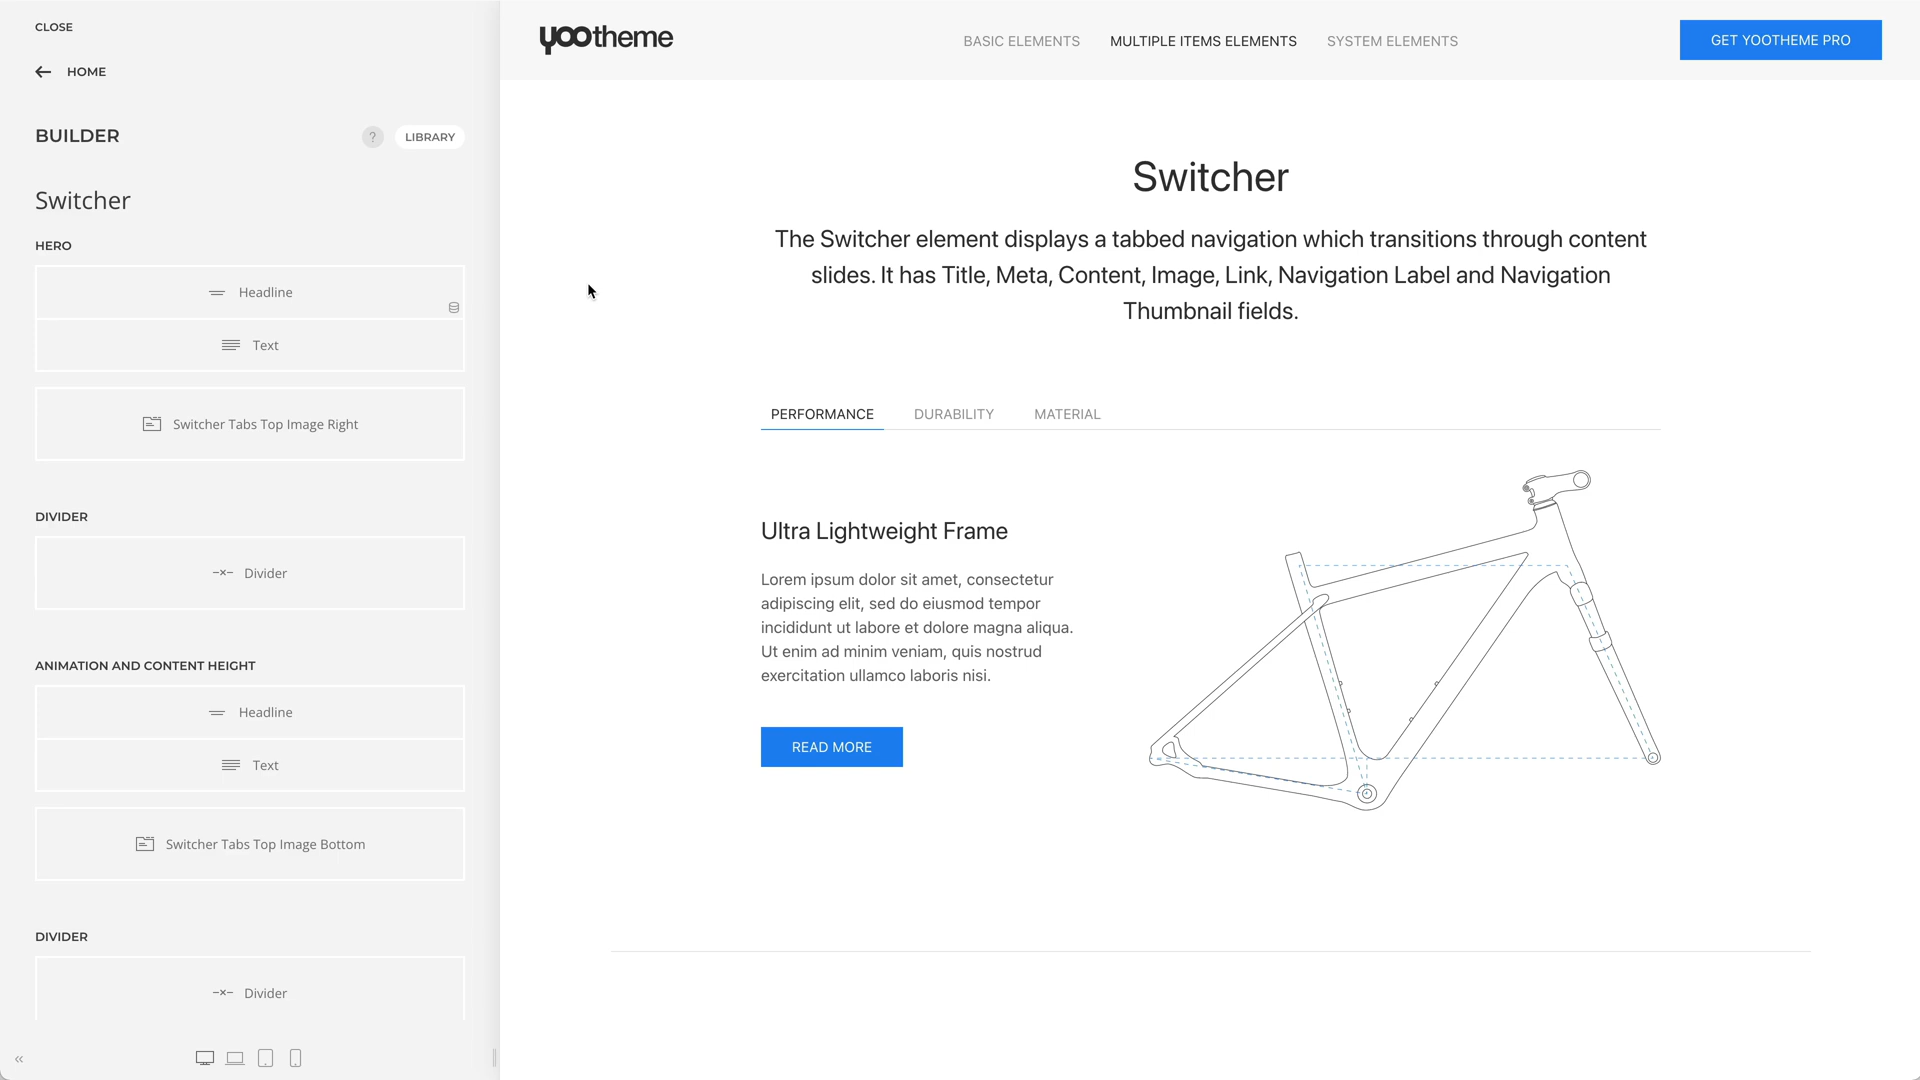 CLOSE
HOME
BUILDER
?
LIBRARY
Switcher
HERO
Headline
Text
Switcher Tabs Top Image Right
DIVIDER
Divider
ANIMATION AND CONTENT HEIGHT
Headline
Text
Switcher Tabs Top Image Bottom
DIVIDER
Divider
yootheme
BASIC ELEMENTS
MULTIPLE ITEMS ELEMENTS
SYSTEM ELEMENTS
GET YOOTHEME PRO
Switcher
The Switcher element displays a tabbed navigation which transitions through content
slides. It has Title, Meta, Content, Image, Link, Navigation Label and Navigation
Thumbnail fields.
PERFORMANCE
DURABILITY
MATERIAL
Ultra Lightweight Frame
Lorem ipsum dolor sit amet, consectetur
adipiscing elit, sed do eiusmod tempor
incididunt ut labore et dolore magna aliqua.
Ut enim ad minim veniam, quis nostrud
exercitation ullamco laboris nisi.
READ MORE